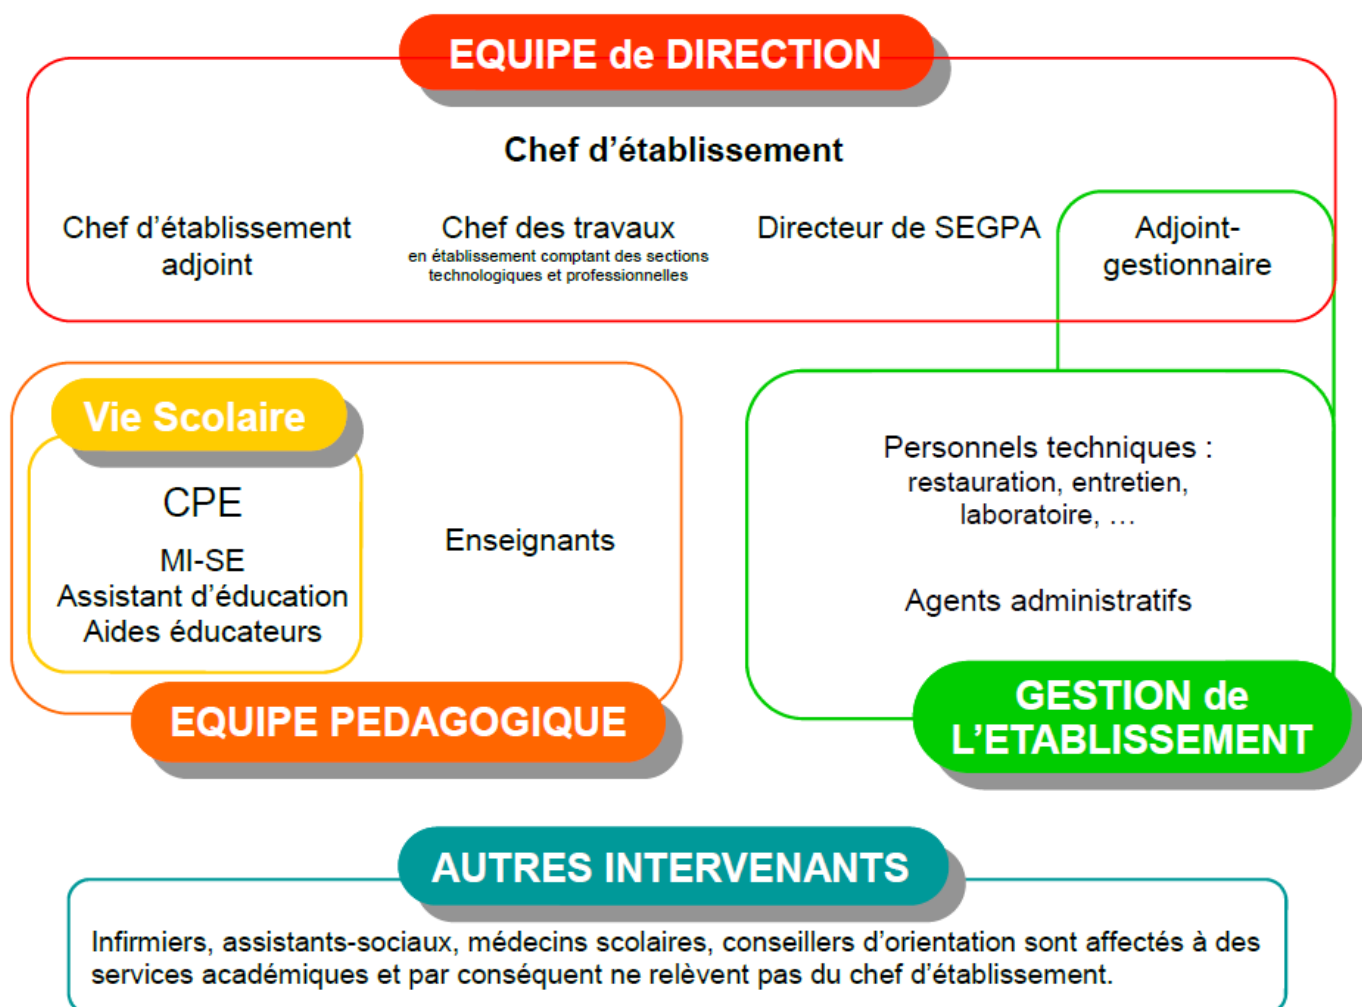 EQUIPE de DIRECTION
Chef d’établissement
Chef d’établissement
adjoint
Chef des travaux
en établissement comptant des sections
technologiques et professionnelles
Directeur de SEGPA
Adjoint-
gestionnaire
Vie Scolaire
CPE
MI-SE
Assistant d’éducation
Aides éducateurs
Enseignants
EQUIPE PEDAGOGIQUE
Personnels techniques :
restauration, entretien,
laboratoire, …
Agents administratifs
GESTION de
L’ETABLISSEMENT
AUTRES INTERVENANTS
Infirmiers, assistants-sociaux, médecins scolaires, conseillers d’orientation sont affectés à des
services académiques et par conséquent ne relèvent pas du chef d’établissement.